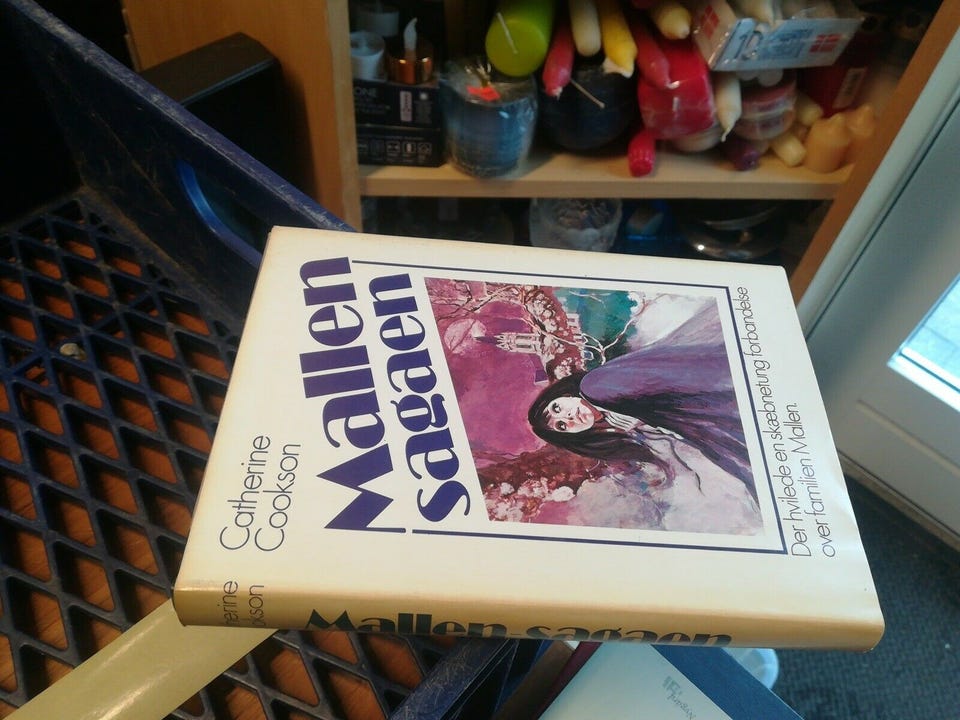 Catherine
Cookson
Mallen
sagaen
Der hvilede en skæbnetung forbandelse
over familien Mallen.
Mallen-sagaen